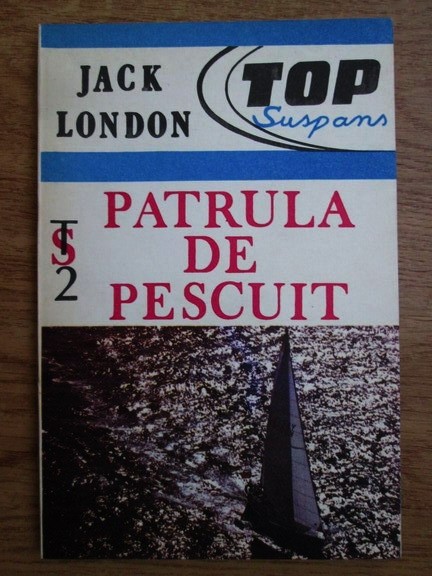 JACK
LONDON
TOP
Suspans
TS
2
PATRULA
DE
PESCUIT